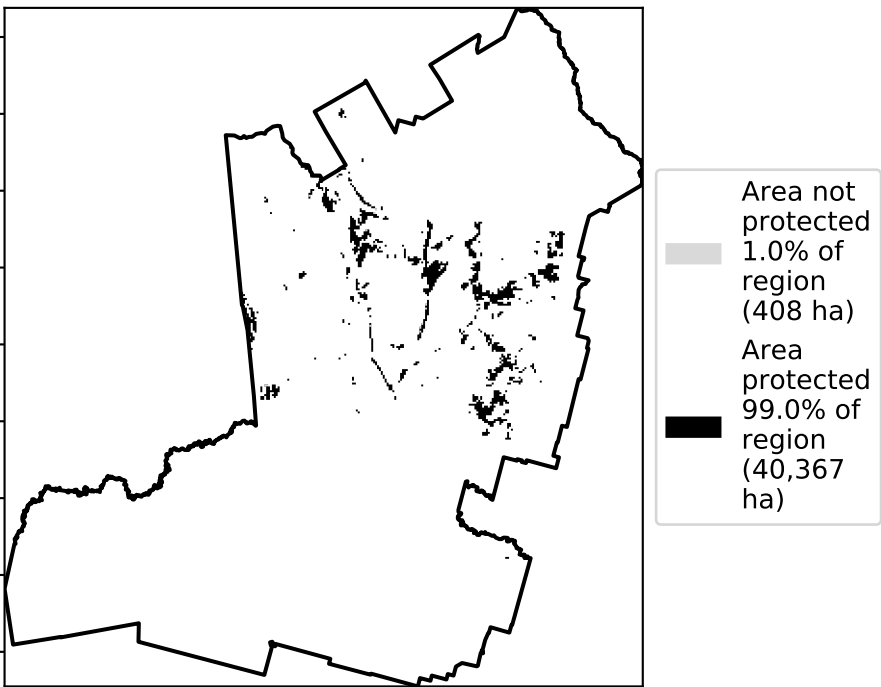 Area not
protected
1.0% of
region
(408 ha)
Area
protected
99.0% of
region
(40,367
ha)